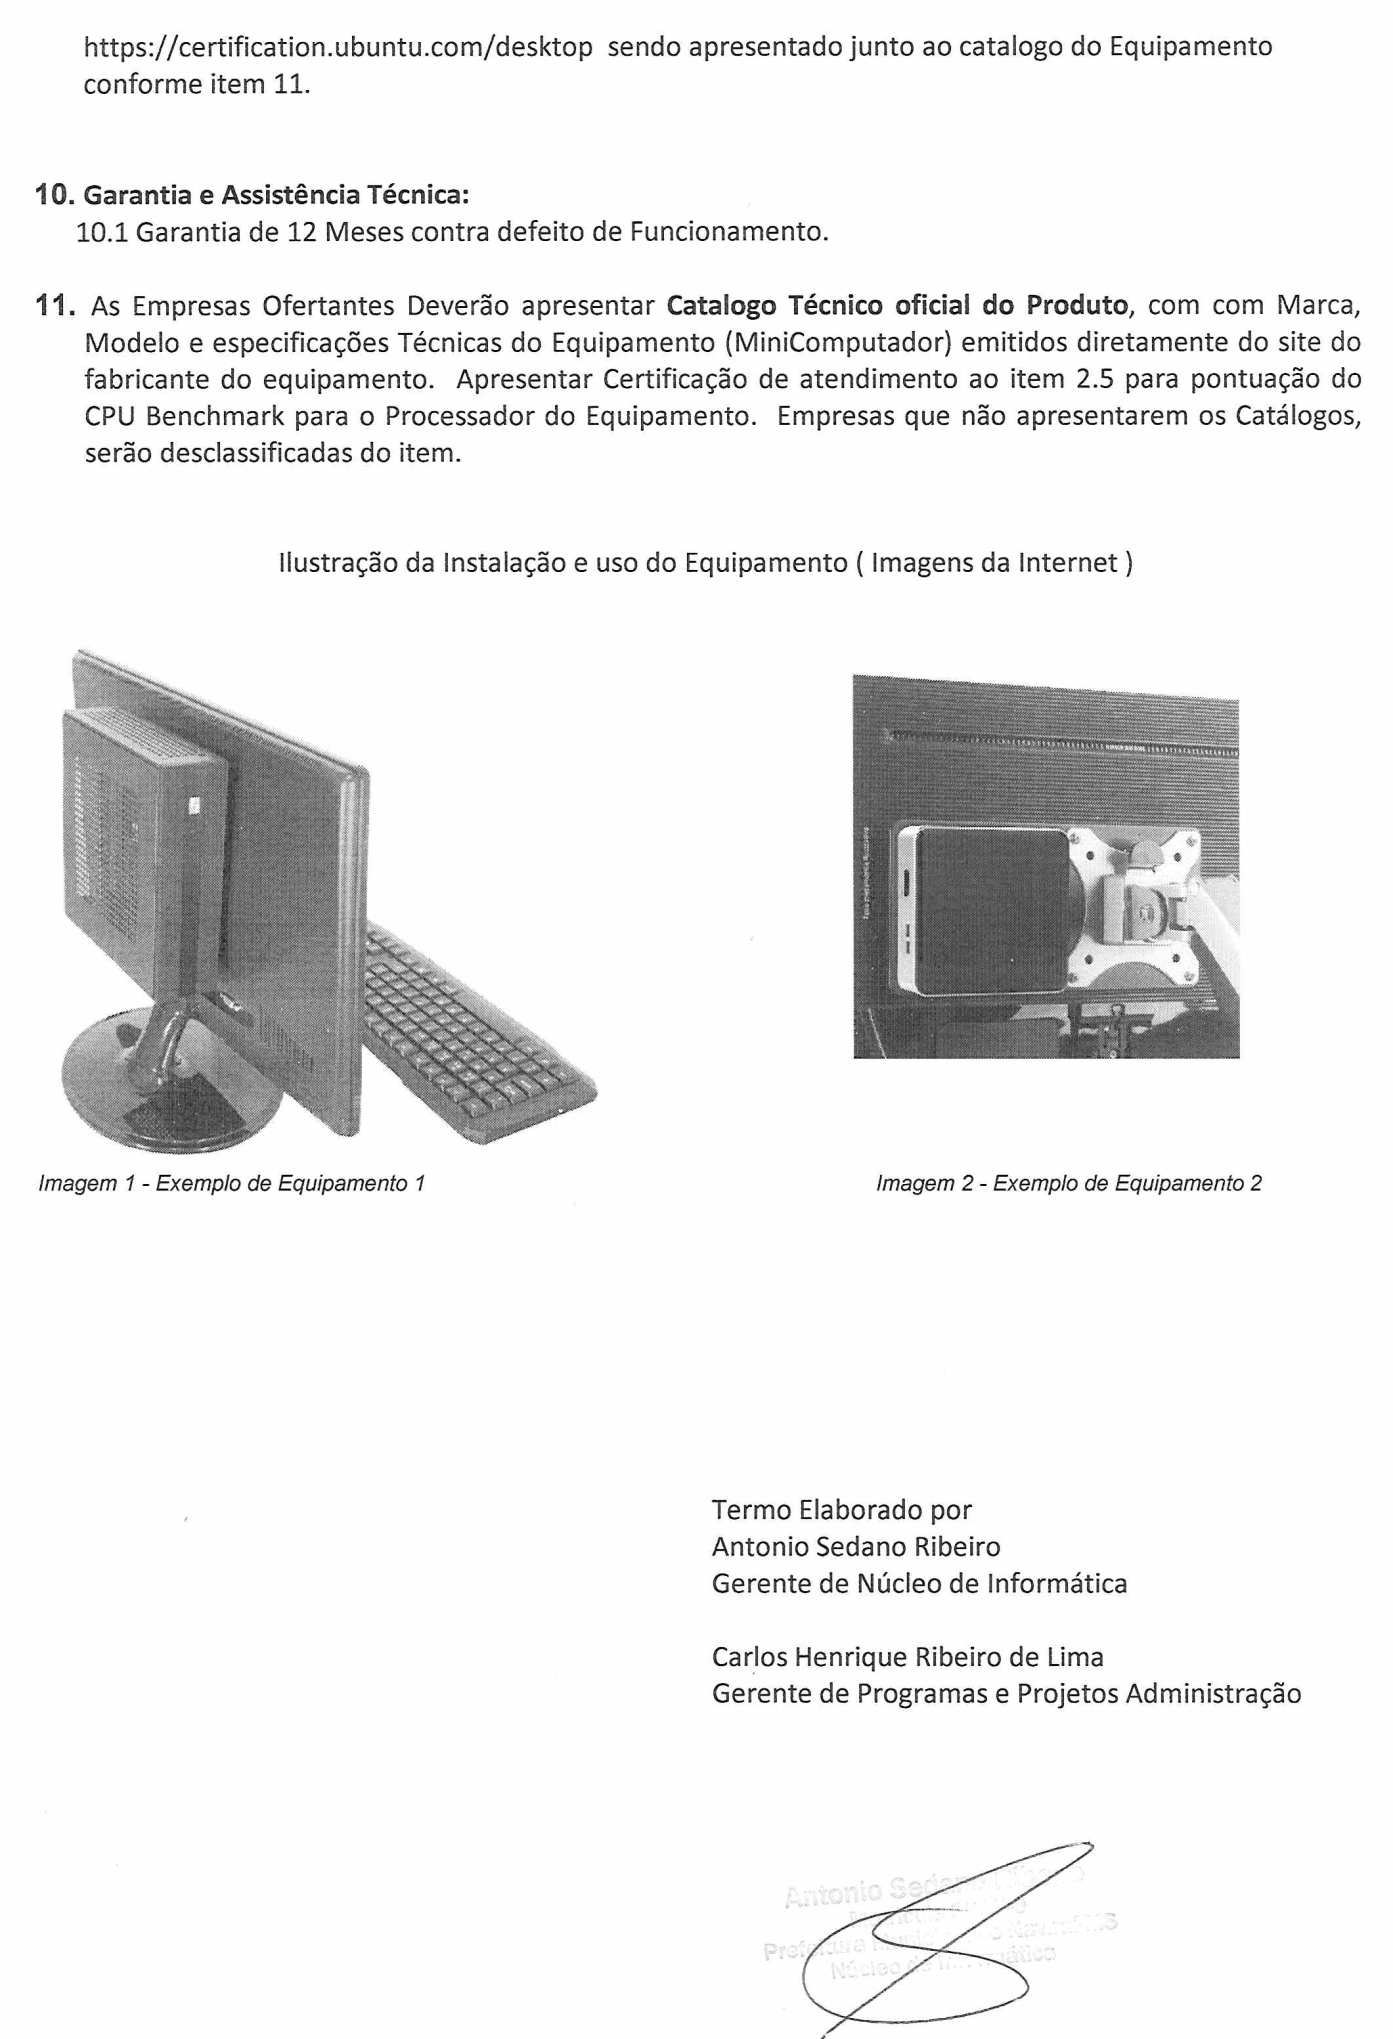 https://certification.ubuntu.com/desktop sendo apresentado junto ao catalogo do Equipamento
conforme item 11.
10. Garantia e Assistência Técnica:
10.1 Garantia de 12 Meses contra defeito de Funcionamento.
11. As Empresas Ofertantes Deverão apresentar Catalogo Técnico oficial do Produto, com com Marca,
Modelo e especificações Técnicas do Equipamento (MiniComputador) emitidos diretamente do site do
fabricante do equipamento. Apresentar Certificação de atendimento ao item 2.5 para pontuação do
CPU Benchmark para o Processador do Equipamento. Empresas que não apresentarem os Catálogos,
serão desclassificadas do item.
Ilustração da Instalação e uso do Equipamento ( Imagens da Internet )
Imagem 1 - Exemplo de Equipamento 1
Imagem 2 - Exemplo de Equipamento 2
Termo Elaborado por
Antonio Sedano Ribeiro
Gerente de Núcleo de Informática
Carlos Henrique Ribeiro de Lima
Gerente de Programas e Projetos Administração
Antonio
Prefeitura
Núcleo de